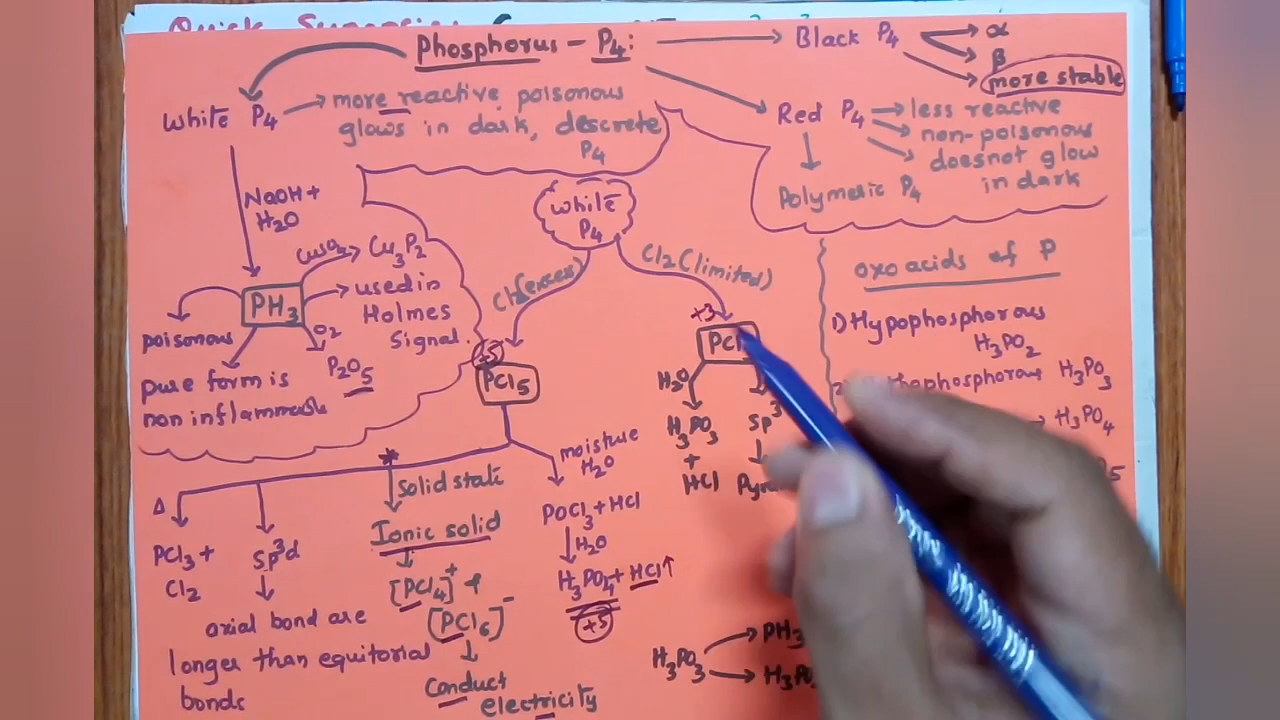 Phosphorus - P4:
Black P4
α
β
more stable
White P4
more reactive poisonous
glows in dark, descrete
P4
Red P4
less reactive
non-poisonous
doesnot glow
in dark
Polymeric P4
NaOH +
H2O
White
P4
Cl2(excess)
Cl2(limited)
CuSO4
Cu3P2
PH3
used in
Holmes
Signal.
O2
P2O5
poisonous
pure form is
non inflammable
+5
PCl5
+3
H2O
H3PO3
+
HCl
sp3
oxo acids of P
1) Hypophosphorous
H3PO2
H3PO3
H3PO4
Δ
PCl3 +
Cl2
sp3d
axial bond are
longer than equitorial
bonds
*
Solid state
Ionic solid
[PCl4]+ +
[PCl6]-
Conduct
electricity
moisture
H2O
POCl3 + HCl
H2O
H3PO4 + HCl↑
+5
H3PO3